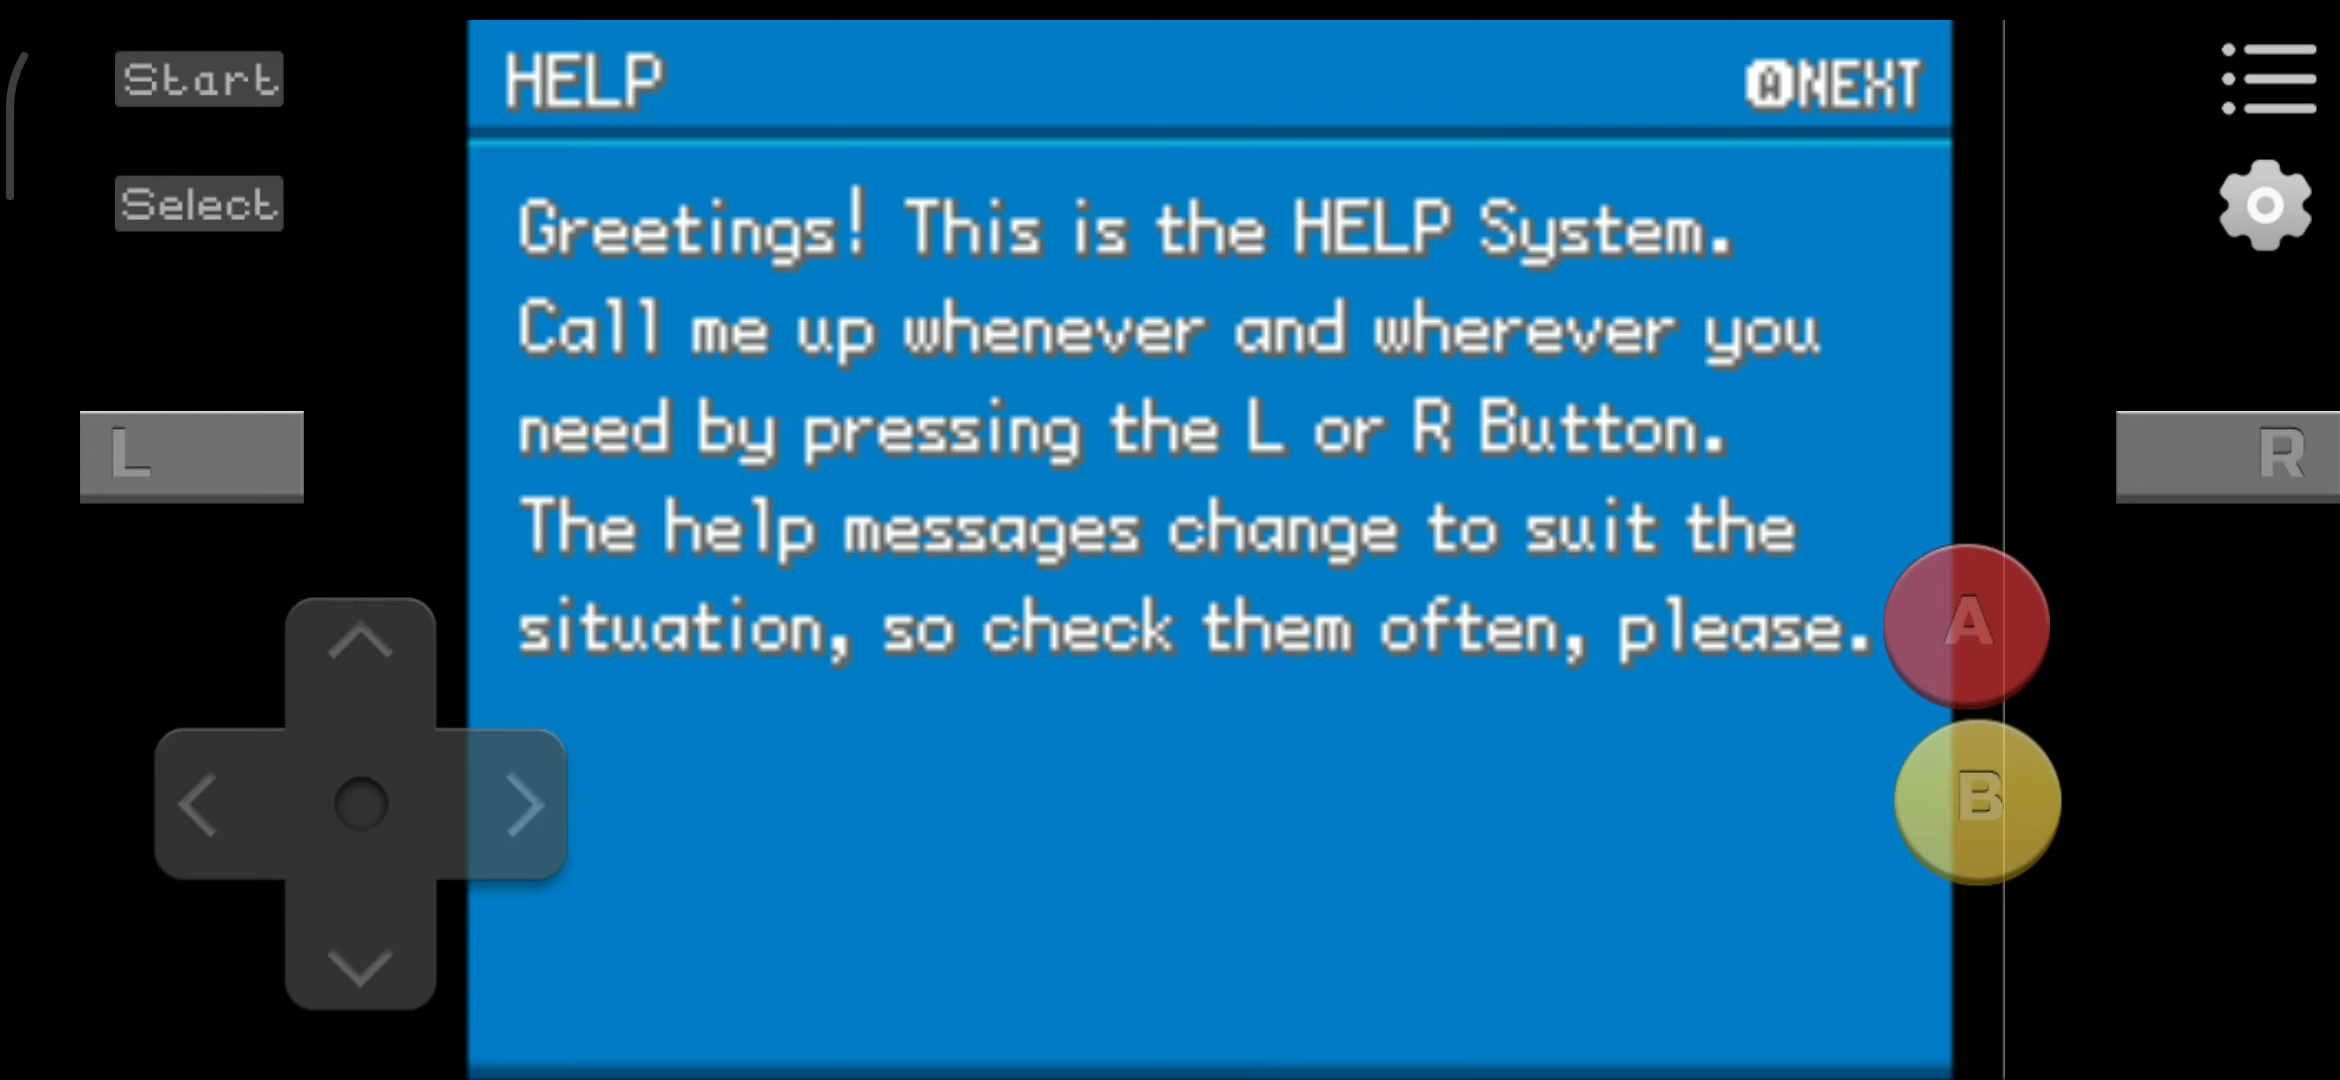 Start
HELP
ⒶNEXT
Select
Greetings! This is the HELP System.
Call me up whenever and wherever you
need by pressing the L or R Button.
The help messages change to suit the
situation, so check them often, please.
L
R
A
B